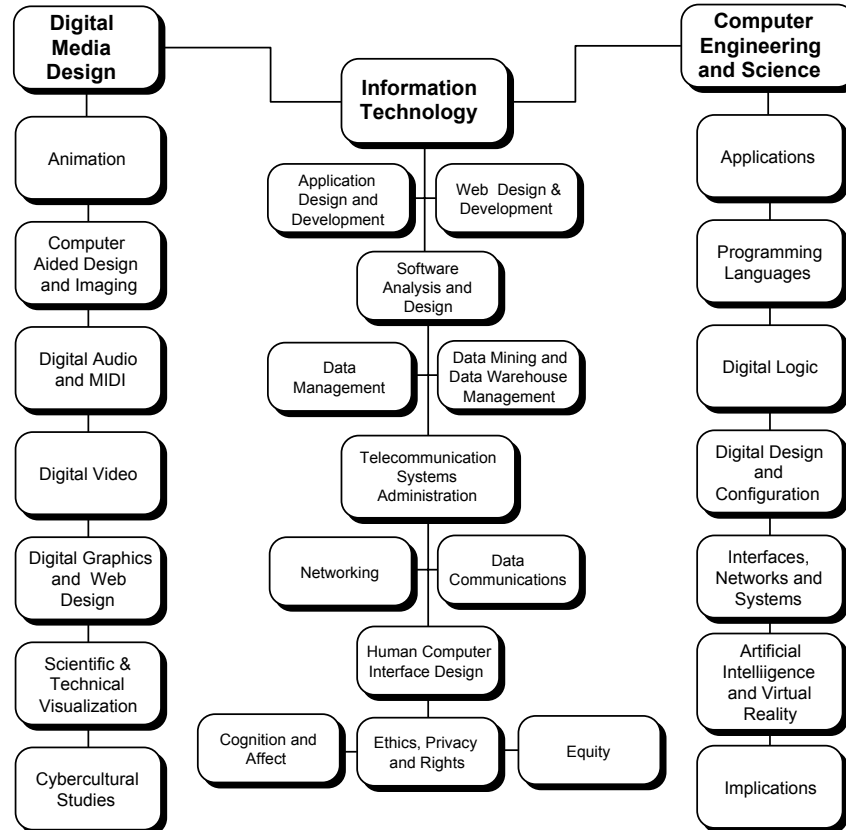 Digital
Media
Design
Animation
Computer
Aided Design
and Imaging
Digital Audio
and MIDI
Digital Video
Digital Graphics
and Web
Design
Scientific &
Technical
Visualization
Cybercultural
Studies
Information
Technology
Application
Design and
Development
Web Design &
Development
Software
Analysis and
Design
Data
Management
Data Mining and
Data Warehouse
Management
Telecommunication
Systems
Administration
Networking
Data
Communications
Human Computer
Interface Design
Cognition and
Affect
Ethics, Privacy
and Rights
Equity
Computer
Engineering
and Science
Applications
Programming
Languages
Digital Logic
Digital Design
and
Configuration
Interfaces,
Networks and
Systems
Artificial
Intelliigence
and Virtual
Reality
Implications